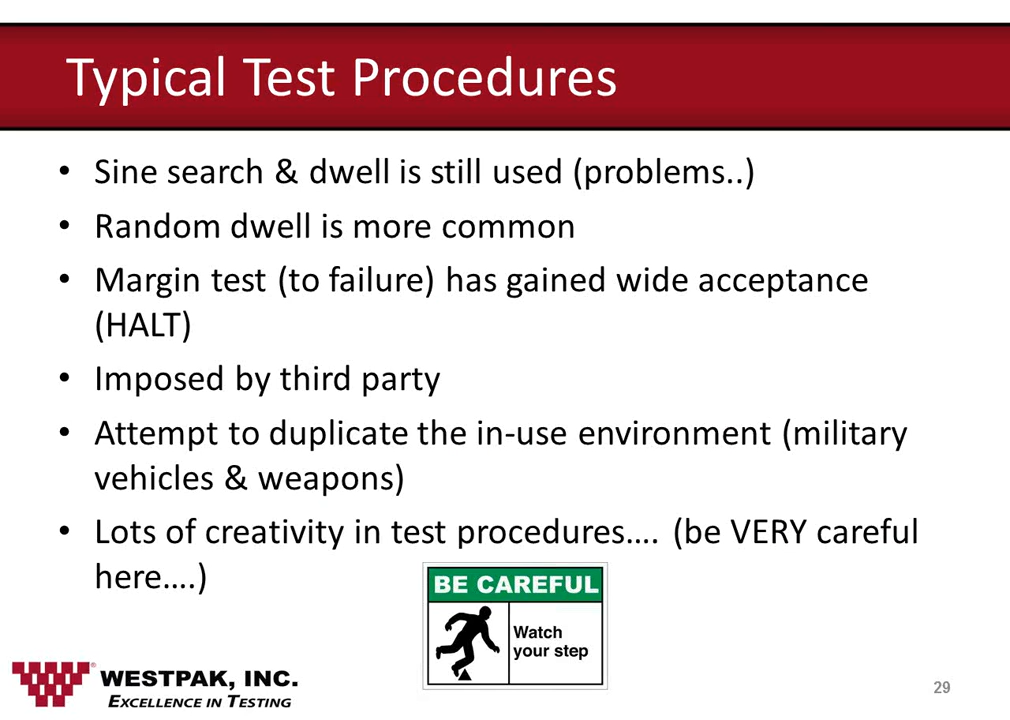 Typical Test Procedures
• Sine search & dwell is still used (problems..)
• Random dwell is more common
• Margin test (to failure) has gained wide acceptance
(HALT)
• Imposed by third party
• Attempt to duplicate the in-use environment (military
vehicles & weapons)
• Lots of creativity in test procedures.... (be VERY careful
here....)
BE CAREFUL
Watch
your step
® WESTPAK, INC.
EXCELLENCE IN TESTING
29